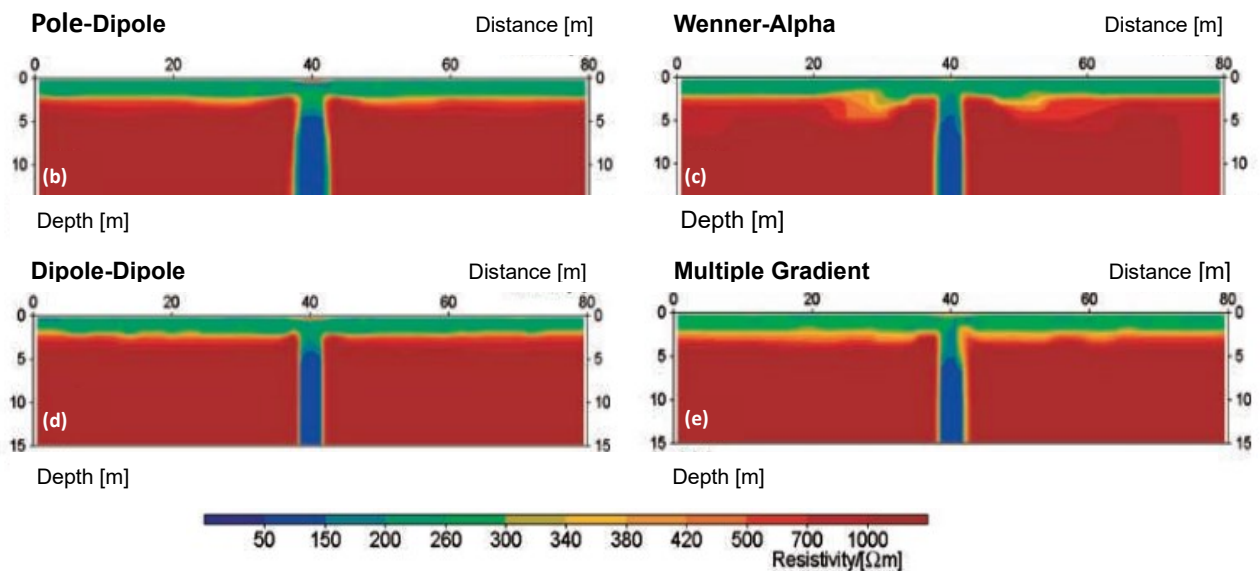 Pole-Dipole Distance [m]
0 20 40 60 80
0 0
5 5
10 10
(b)
Depth [m]
Wenner-Alpha Distance [m]
0 20 40 60 80
0 0
5 5
10 10
(c)
Depth [m]
Dipole-Dipole Distance [m]
0 20 40 60 80
0 0
5 5
10 10
(d)
15 15
Depth [m]
Multiple Gradient Distance [m]
0 20 40 60 80
0 0
5 5
10 10
(e)
15 15
Depth [m]
50 150 200 260 300 340 380 420 500 700 1000
Resistivity/[Ωm]